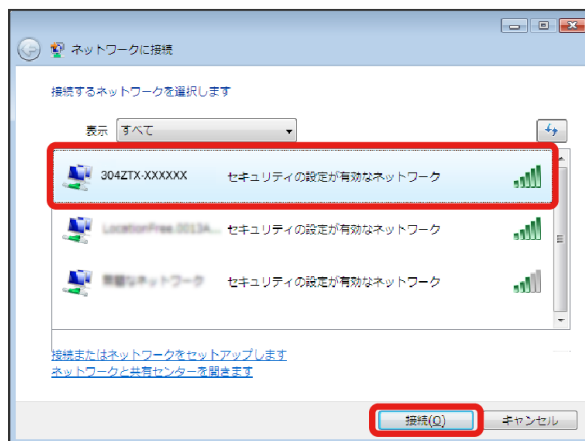 ネットワークに接続
接続するネットワークを選択します
表示 すべて
304ZTX-XXXXXX セキュリティの設定が有効なネットワーク
セキュリティの設定が有効なネットワーク
セキュリティの設定が有効なネットワーク
接続またはネットワークをセットアップします
ネットワークと共有センターを開きます
接続(O) キャンセル